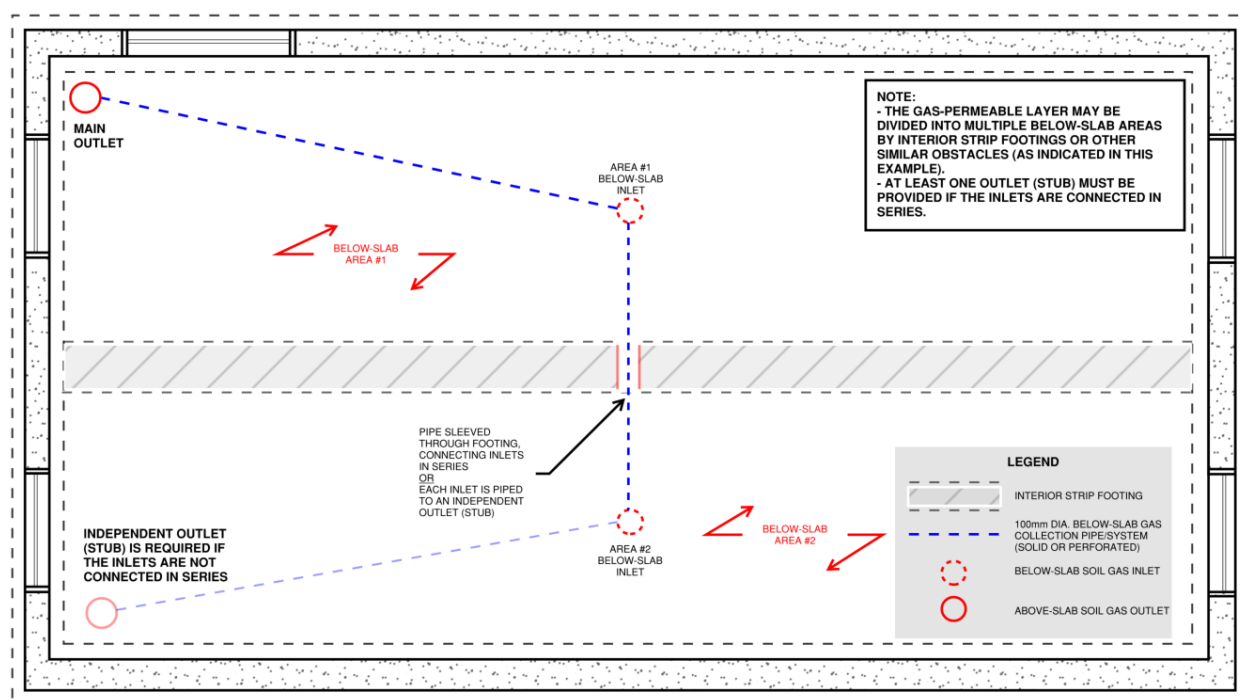 MAIN
OUTLET
AREA #1
BELOW-SLAB
INLET
NOTE:
- THE GAS-PERMEABLE LAYER MAY BE
DIVIDED INTO MULTIPLE BELOW-SLAB AREAS
BY INTERIOR STRIP FOOTINGS OR OTHER
SIMILAR OBSTACLES (AS INDICATED IN THIS
EXAMPLE).
- AT LEAST ONE OUTLET (STUB) MUST BE
PROVIDED IF THE INLETS ARE CONNECTED IN
SERIES.
BELOW-SLAB
AREA #1
PIPE SLEEVED
THROUGH FOOTING,
CONNECTING INLETS
IN SERIES
OR
EACH INLET IS PIPED
TO AN INDEPENDENT
OUTLET (STUB)
INDEPENDENT OUTLET
(STUB) IS REQUIRED IF
THE INLETS ARE NOT
CONNECTED IN SERIES
AREA #2
BELOW-SLAB
INLET
BELOW-SLAB
AREA #2
LEGEND
INTERIOR STRIP FOOTING
100mm DIA. BELOW-SLAB GAS
COLLECTION PIPE/SYSTEM
(SOLID OR PERFORATED)
BELOW-SLAB SOIL GAS INLET
ABOVE-SLAB SOIL GAS OUTLET